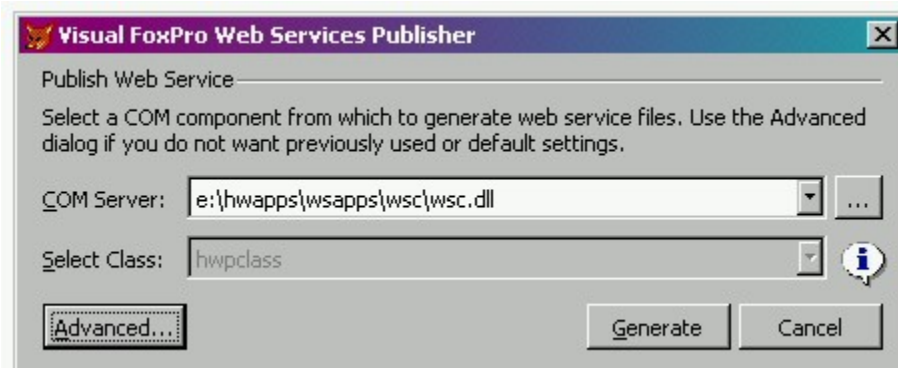 Visual FoxPro Web Services Publisher
Publish Web Service
Select a COM component from which to generate web service files. Use the Advanced
dialog if you do not want previously used or default settings.
COM Server: e:\hwapps\wsapps\wsc\wsc.dll ...
Select Class: hwpclass
Advanced... Generate Cancel